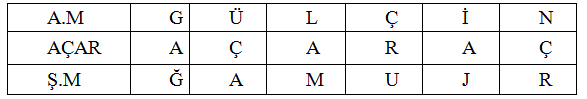 A.M G Ü L Ç İ N
AÇAR A Ç A R A Ç
Ş.M Ğ A M U J R